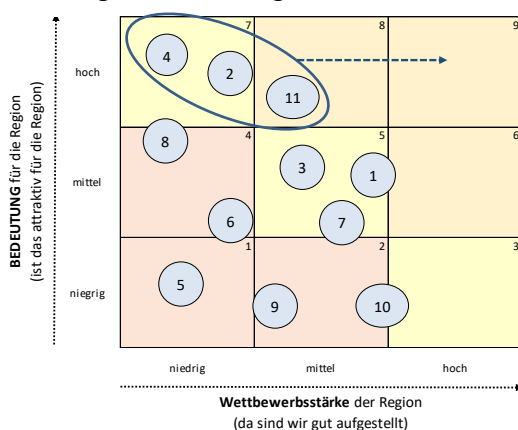 7
8
9
hoch
4
2
11
BEDEUTUNG für die Region
(ist das attraktiv für die Region)
8
4
5
6
mittel
3
1
6
7
1
2
3
niegrig
5
9
10
niedrig
mittel
hoch
Wettbewerbsstärke der Region
(da sind wir gut aufgestellt)